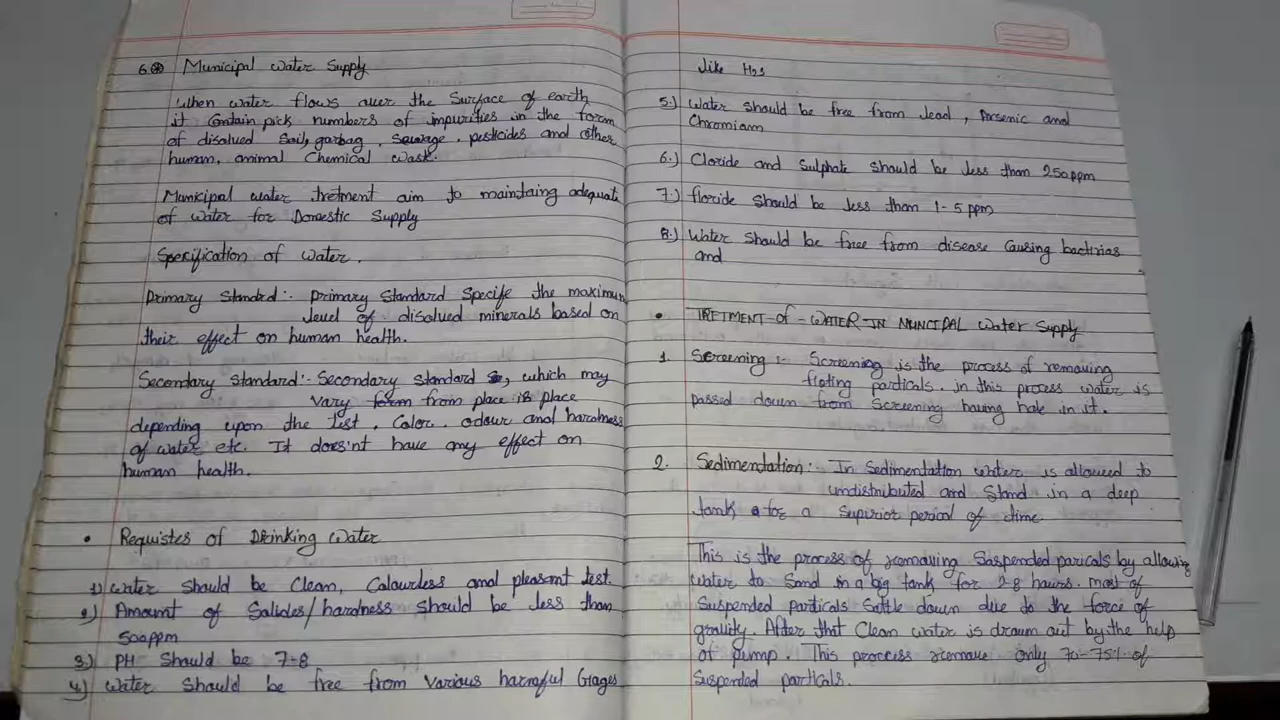 6. Municipal Water Supply
When water flows over the Surface of earth
it Contain pick numbers of impurities in the form
of disolued Soil, garbag, Sewrge, pesticides and other
human, animal Chemical wask.
Municipal water tretment aim to maintaing adequate
of Water for Domestic Supply
Specification of Water.
Primary Standrd :- primary Standard Specife the maximum
level of disolued minerals based on
their effect on human health.
Secondary Standard :- Secondary standard, which may
vary form from place is place
depending upon the test, Color, odour and hardness
of water etc. It does'nt have any effect on
human health.
• Requistes of Drinking Water
1) Water Should be Clean, Colourless and pleasant test.
2) Amount of Salides/hardness Should be less than
500ppm
3) PH Should be 7-8
4) Water Should be free from Various harmful Gages
like H2s
5.) Water Should be free from lead, Arsenic and
Chromiam
6.) Cloride and Sulphate Should be less than 250ppm
7.) floride Should be less than 1-5 ppm
8.) Water Should be free from disease Causing bactirias
and
• TRETMENT-of-WATER-IN MUNCIPAL Water Supply
1. Screening :- Screening is the process of removing
floting particals. in this process water is
passed down from Screening having hole in it.
2. Sedimentation :- In Sedimentation water is allowed to
undistributed and Stand in a deep
tank for a Superior period of time
This is the process of removing Suspended paricals by allowing
water to Sand in a big tank for 2-8 hours. most of
Suspended particals Settle down due to the force of
gravity. After that Clean water is drawn out by the help
of pump. This process remove only 70-75% of
Suspended particals.